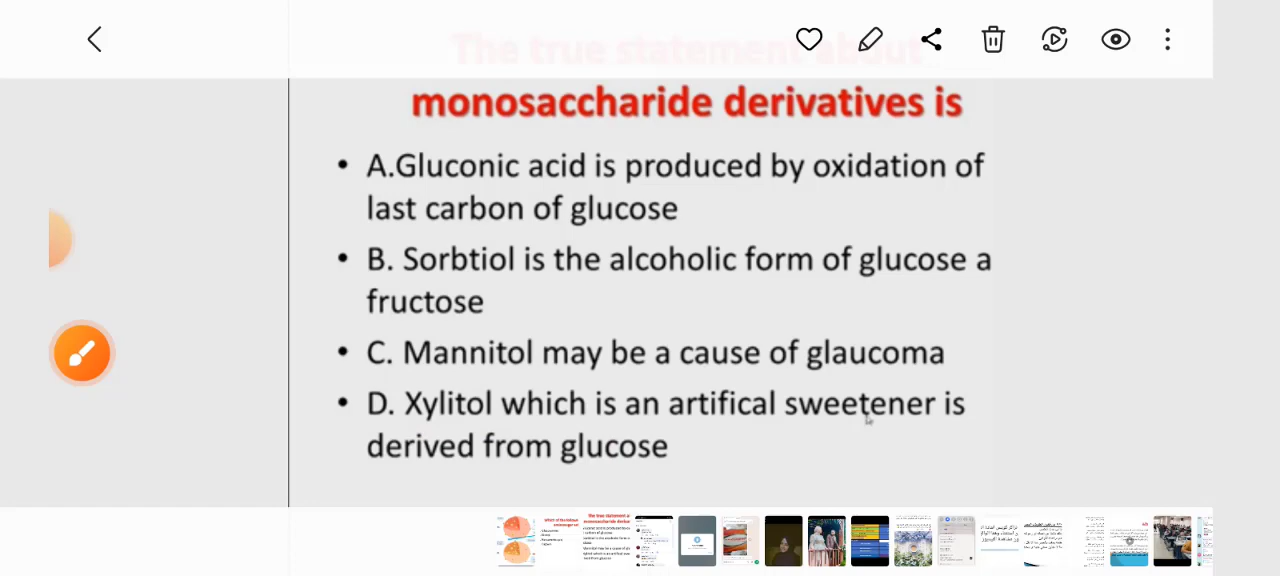 The true statement about
monosaccharide derivatives is
• A.Gluconic acid is produced by oxidation of
last carbon of glucose
• B. Sorbtiol is the alcoholic form of glucose a
fructose
• C. Mannitol may be a cause of glaucoma
• D. Xylitol which is an artifical sweetener is
derived from glucose